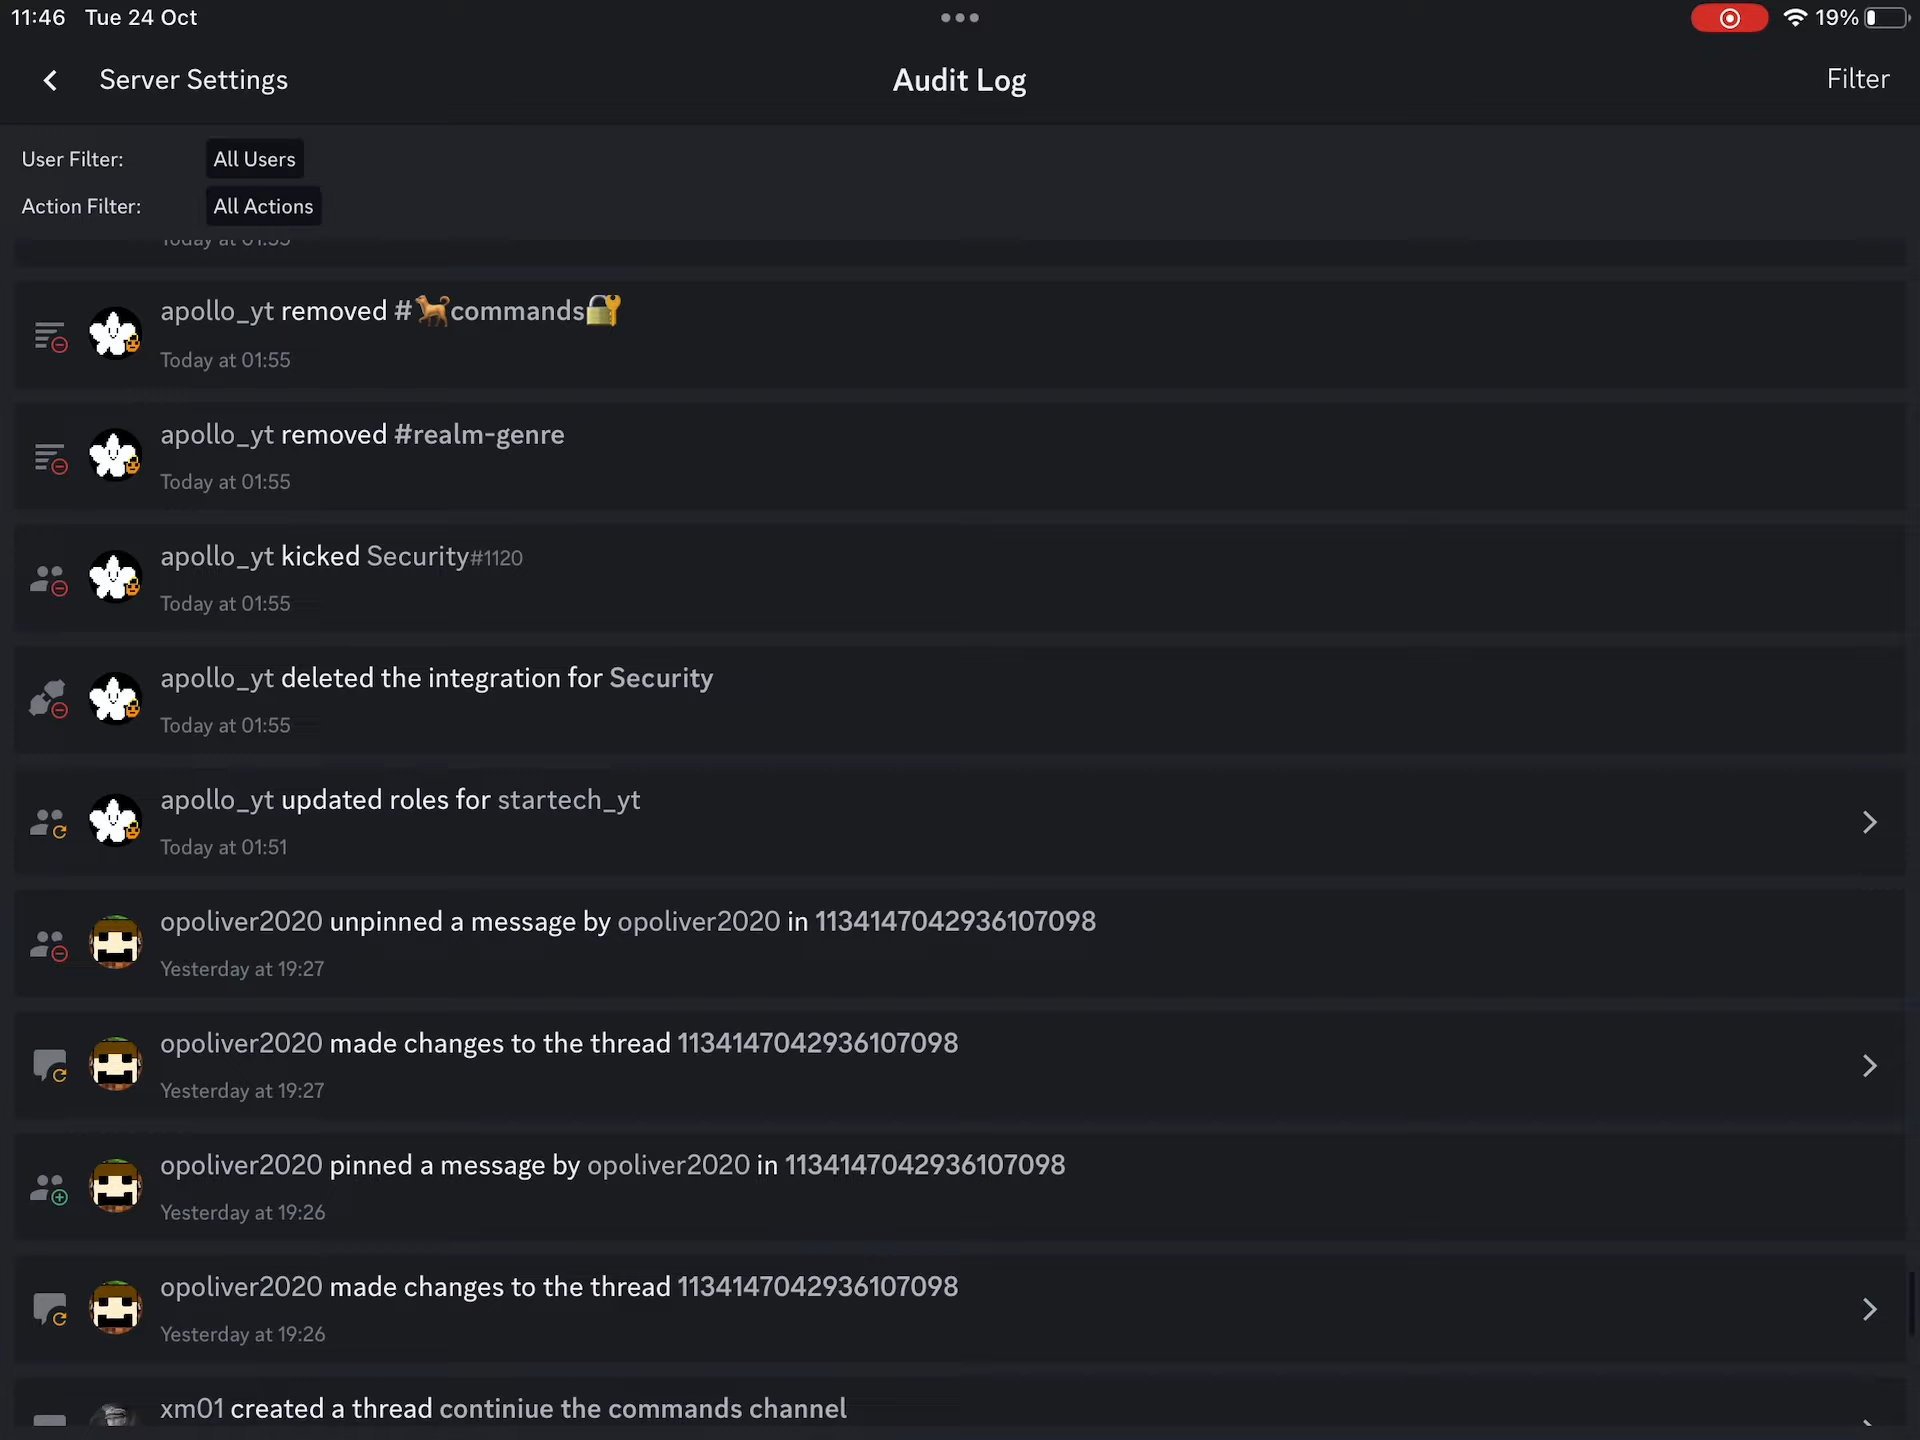 11:46 Tue 24 Oct
19%
Server Settings
Audit Log
Filter
User Filter: All Users
Action Filter: All Actions
Today at 01:55
apollo_yt removed #🐕commands🔐
Today at 01:55
apollo_yt removed #realm-genre
Today at 01:55
apollo_yt kicked Security#1120
Today at 01:55
apollo_yt deleted the integration for Security
Today at 01:55
apollo_yt updated roles for startech_yt
Today at 01:51
opoliver2020 unpinned a message by opoliver2020 in 1134147042936107098
Yesterday at 19:27
opoliver2020 made changes to the thread 1134147042936107098
Yesterday at 19:27
opoliver2020 pinned a message by opoliver2020 in 1134147042936107098
Yesterday at 19:26
opoliver2020 made changes to the thread 1134147042936107098
Yesterday at 19:26
xm01 created a thread continiue the commands channel